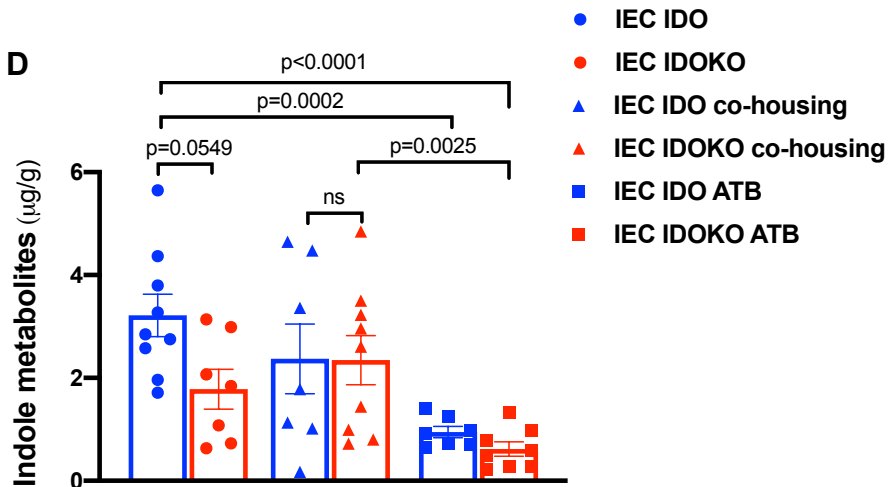 D
IEC IDO
IEC IDOKO
IEC IDO co-housing
IEC IDOKO co-housing
IEC IDO ATB
IEC IDOKO ATB
p<0.0001
p=0.0002
p=0.0549
p=0.0025
ns
Indole metabolites (μg/g)
6
4
2
0